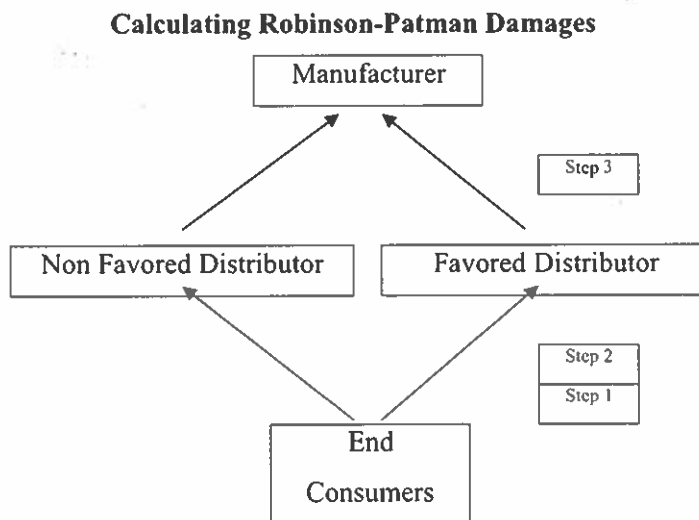 Calculating Robinson-Patman Damages
Manufacturer
Step 3
Non Favored Distributor
Favored Distributor
Step 2
Step 1
End
Consumers